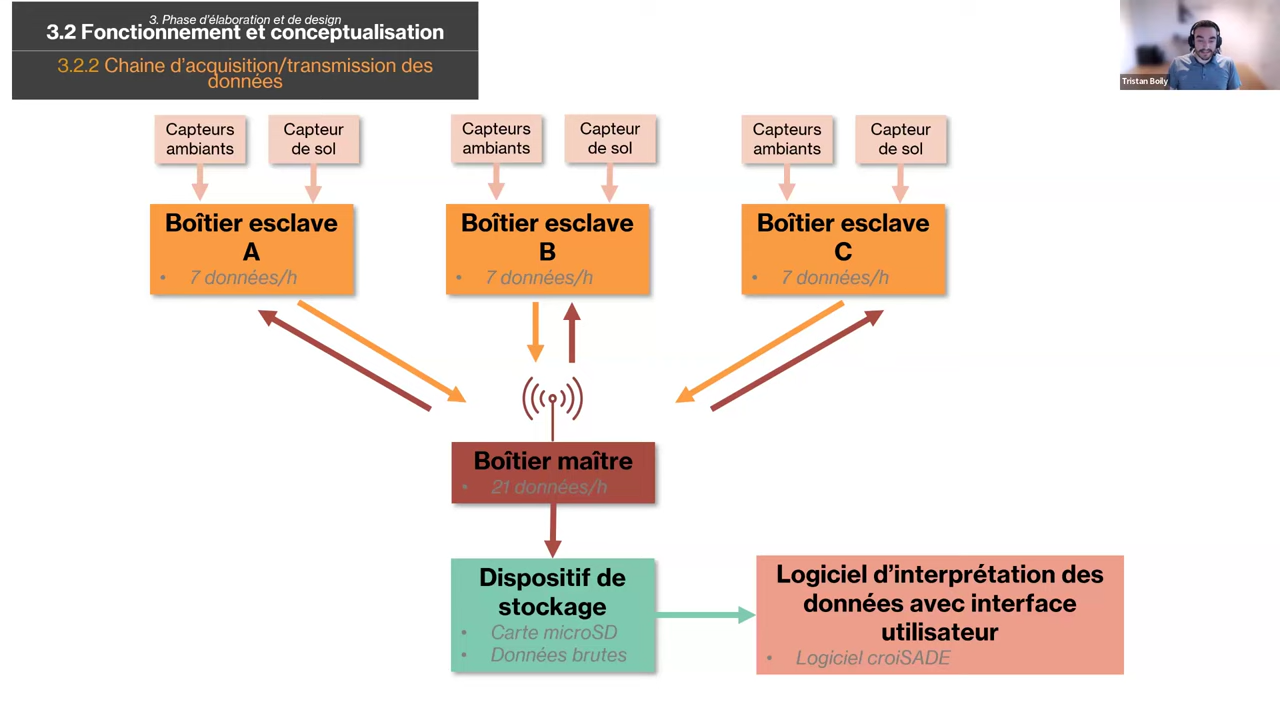 3. Phase d'élaboration et de design
3.2 Fonctionnement et conceptualisation
3.2.2 Chaine d'acquisition/transmission des
données
Tristan Boily
Capteurs
ambiants
Capteur
de sol
Capteurs
ambiants
Capteur
de sol
Capteurs
ambiants
Capteur
de sol
Boîtier esclave
A
• 7 données/h
Boîtier esclave
B
• 7 données/h
Boîtier esclave
C
• 7 données/h
Boîtier maître
• 21 données/h
Dispositif de
stockage
• Carte microSD
• Données brutes
Logiciel d'interprétation des
données avec interface
utilisateur
• Logiciel croiSADE